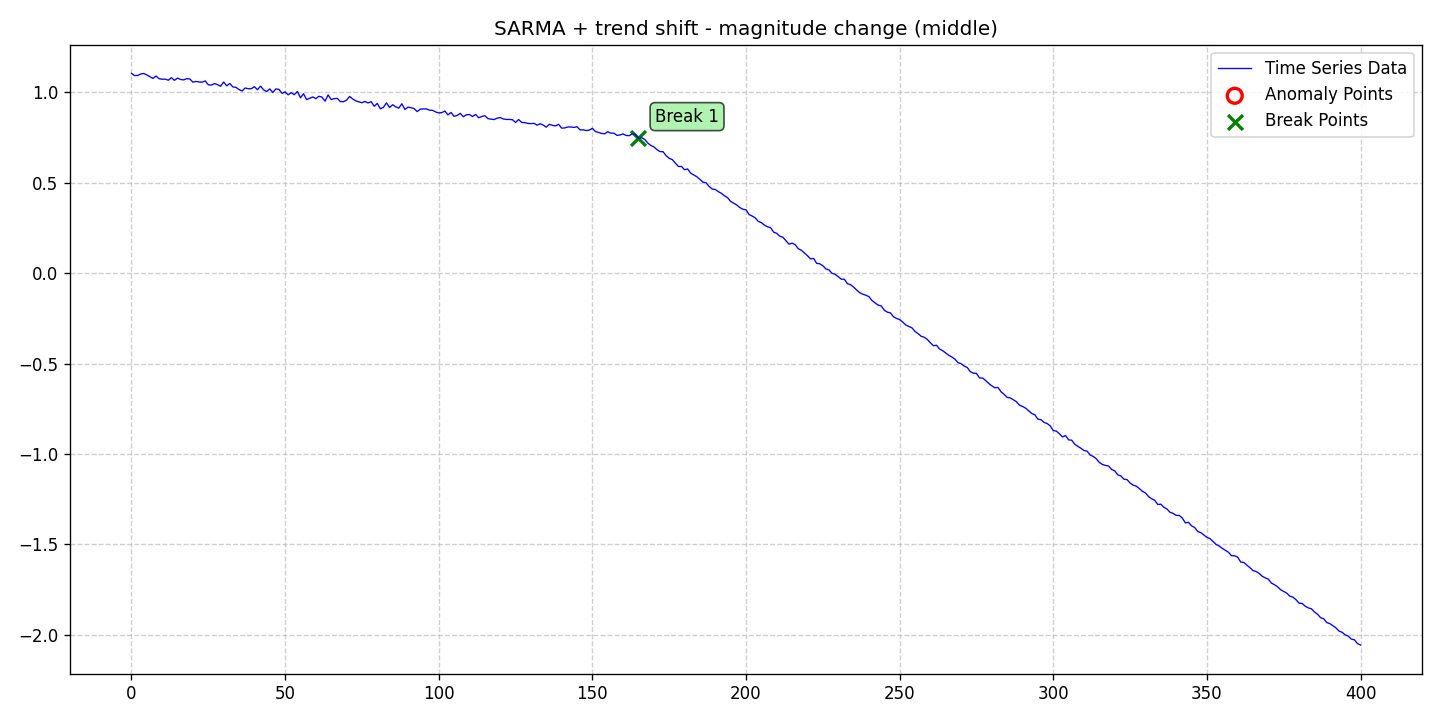 SARMA + trend shift - magnitude change (middle)
Time Series Data
Anomaly Points
Break Points
Break 1
1.0
0.5
0.0
−0.5
−1.0
−1.5
−2.0
0 50 100 150 200 250 300 350 400